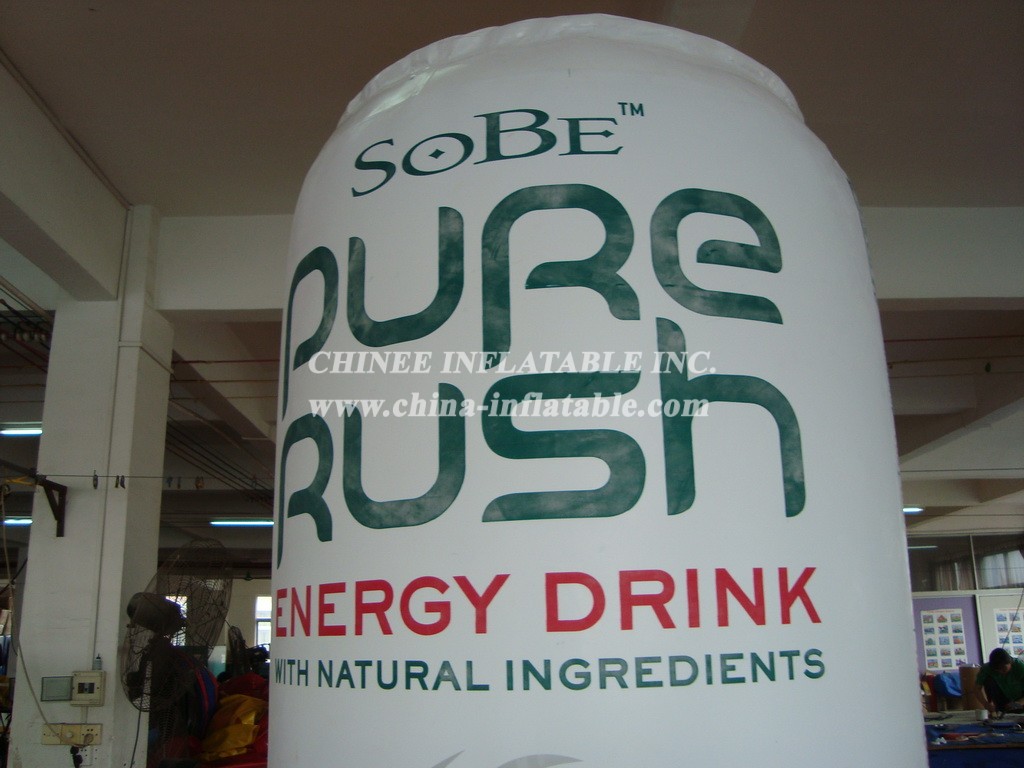 SoBe™
PURe
RUSh
ENERGY DRINK
WITH NATURAL INGREDIENTS
CHINEE INFLATABLE INC.
www.china-inflatable.com